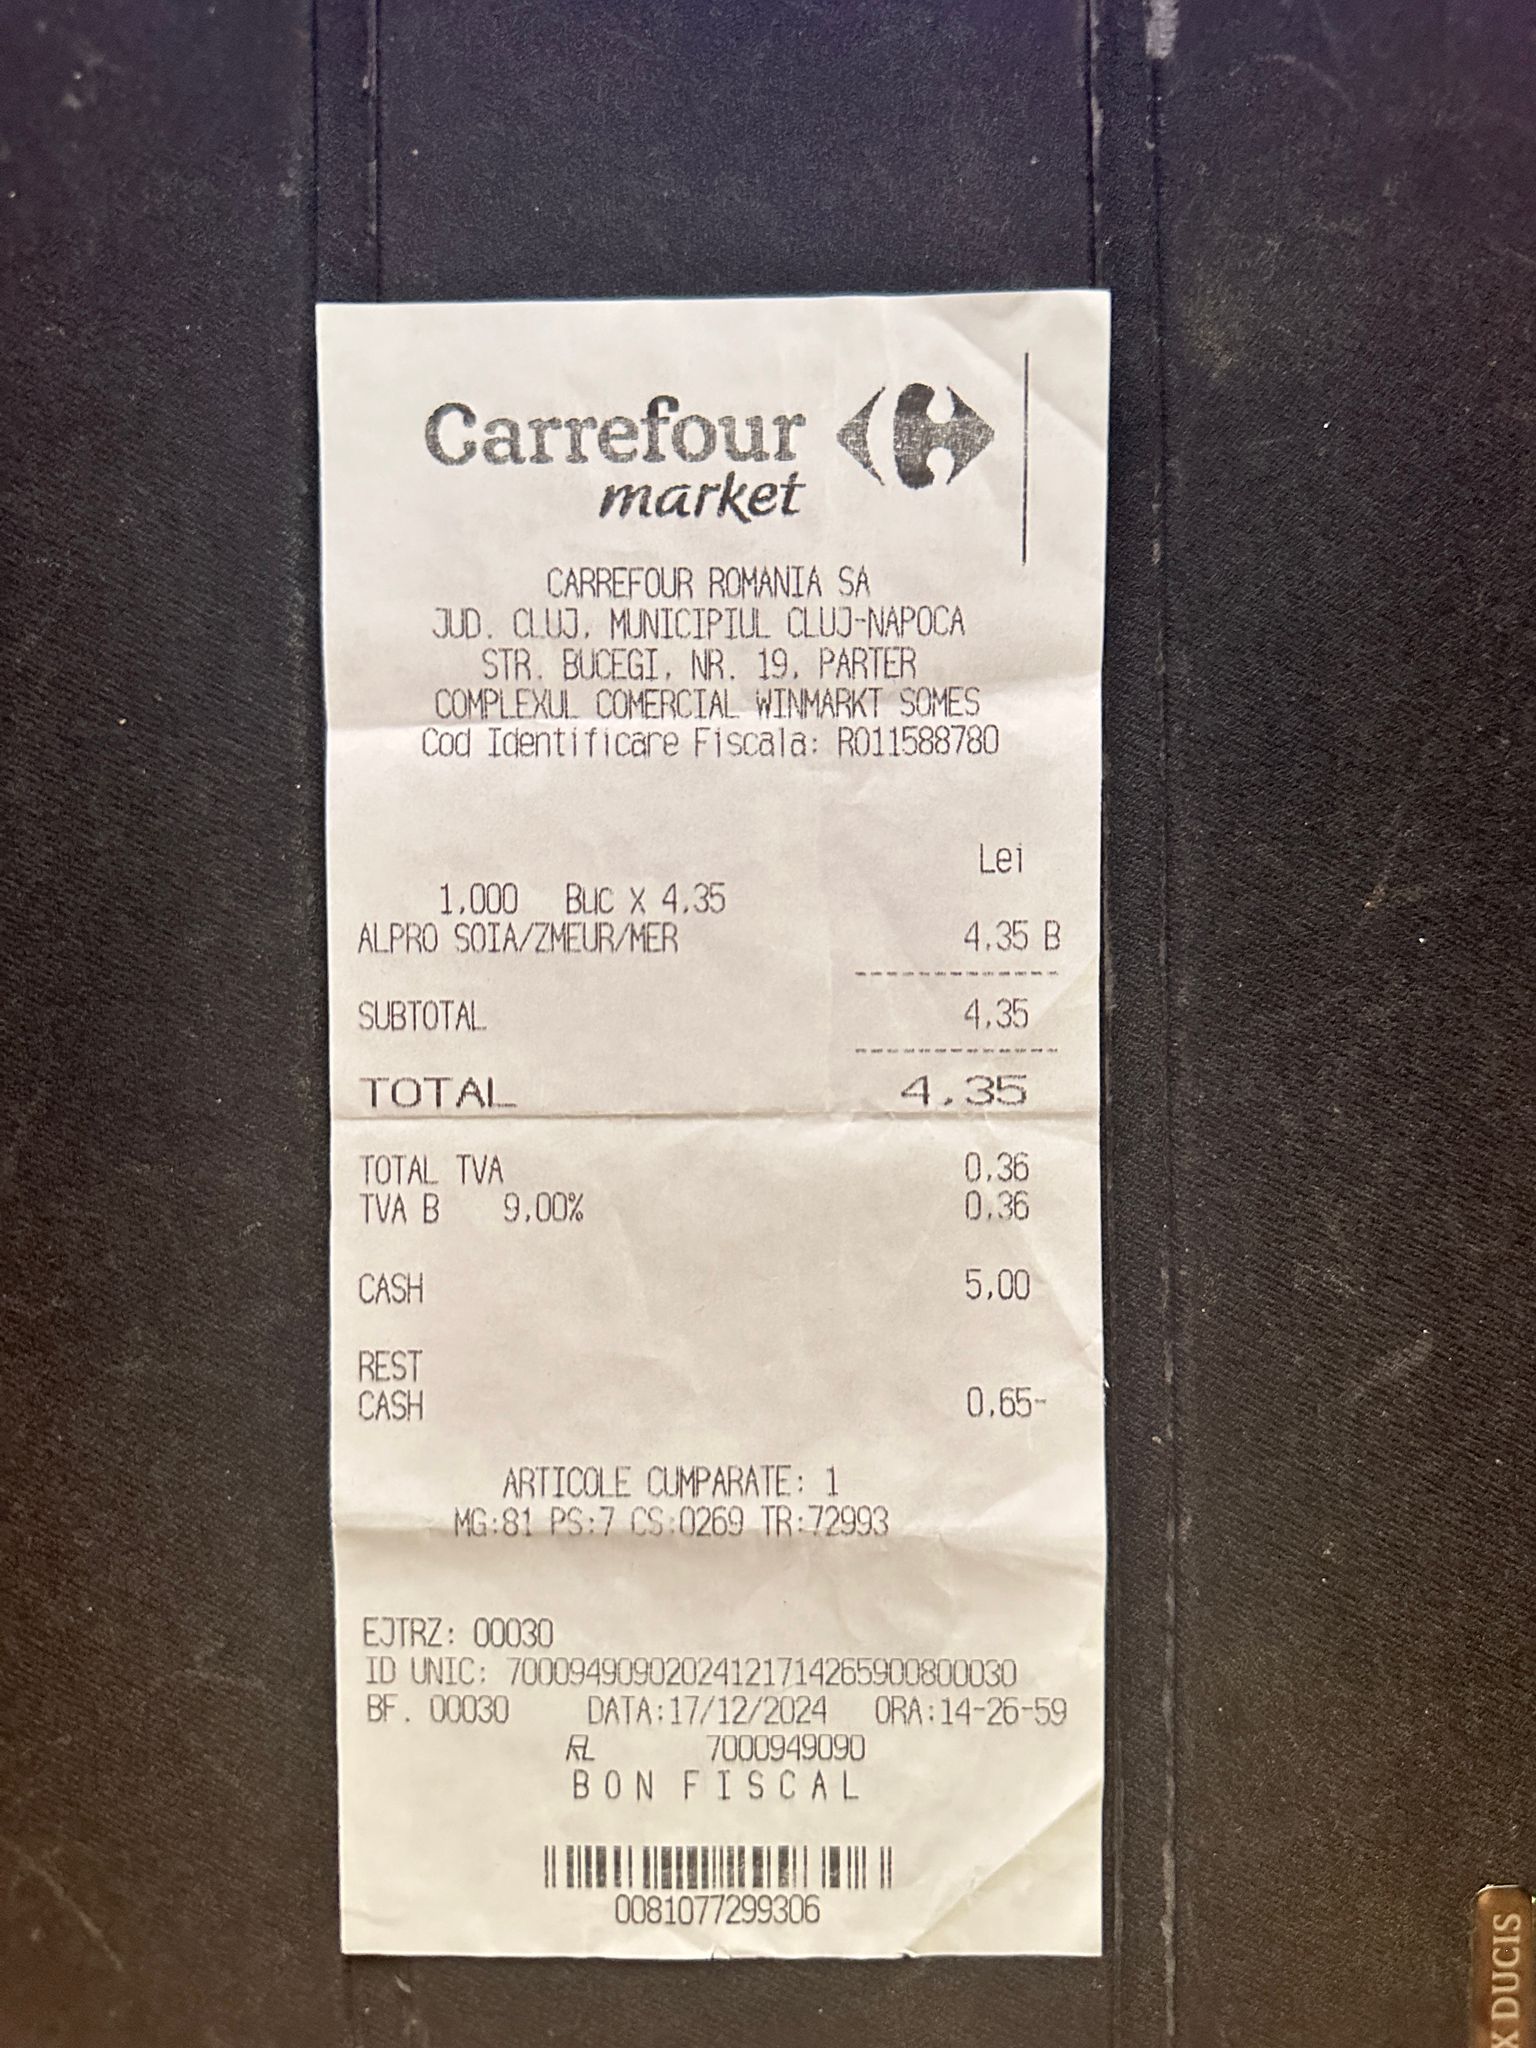 Carrefour
market
CARREFOUR ROMANIA SA
JUD. CLUJ, MUNICIPIUL CLUJ-NAPOCA
STR. BUCEGI, NR. 19, PARTER
COMPLEXUL COMERCIAL WINMARKT SOMES
Cod Identificare Fiscala: RO11588780
Lei
1,000 Buc X 4,35
ALPRO SOIA/ZMEUR/MER 4,35 B
SUBTOTAL 4,35
TOTAL 4,35
TOTAL TVA 0,36
TVA B 9,00% 0,36
CASH 5,00
REST
CASH 0,65-
ARTICOLE CUMPARATE: 1
MG:81 PS:7 CS:0269 TR:72993
EJTRZ: 00030
ID UNIC: 70009490902024121714265900800030
BF. 00030 DATA:17/12/2024 ORA:14-26-59
7000949090
BON FISCAL
0081077299306
X DUCIS